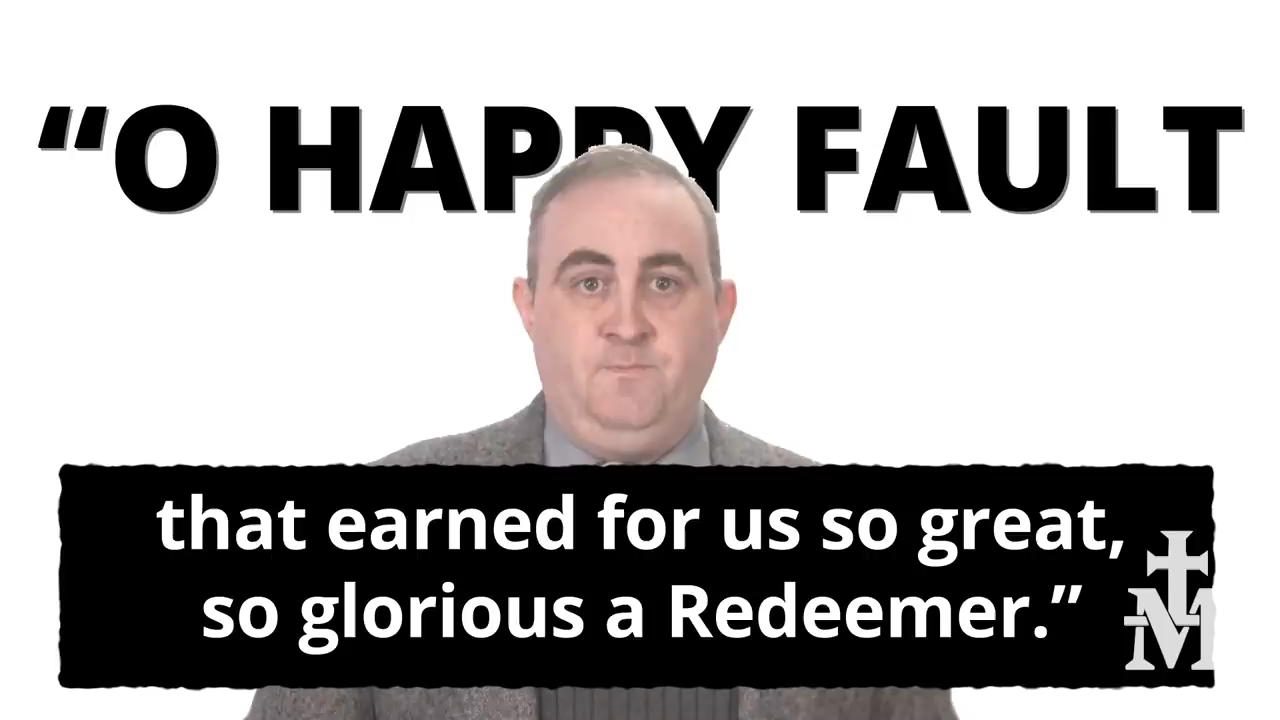 “O HAPPY FAULT
that earned for us so great,
so glorious a Redeemer.”
M